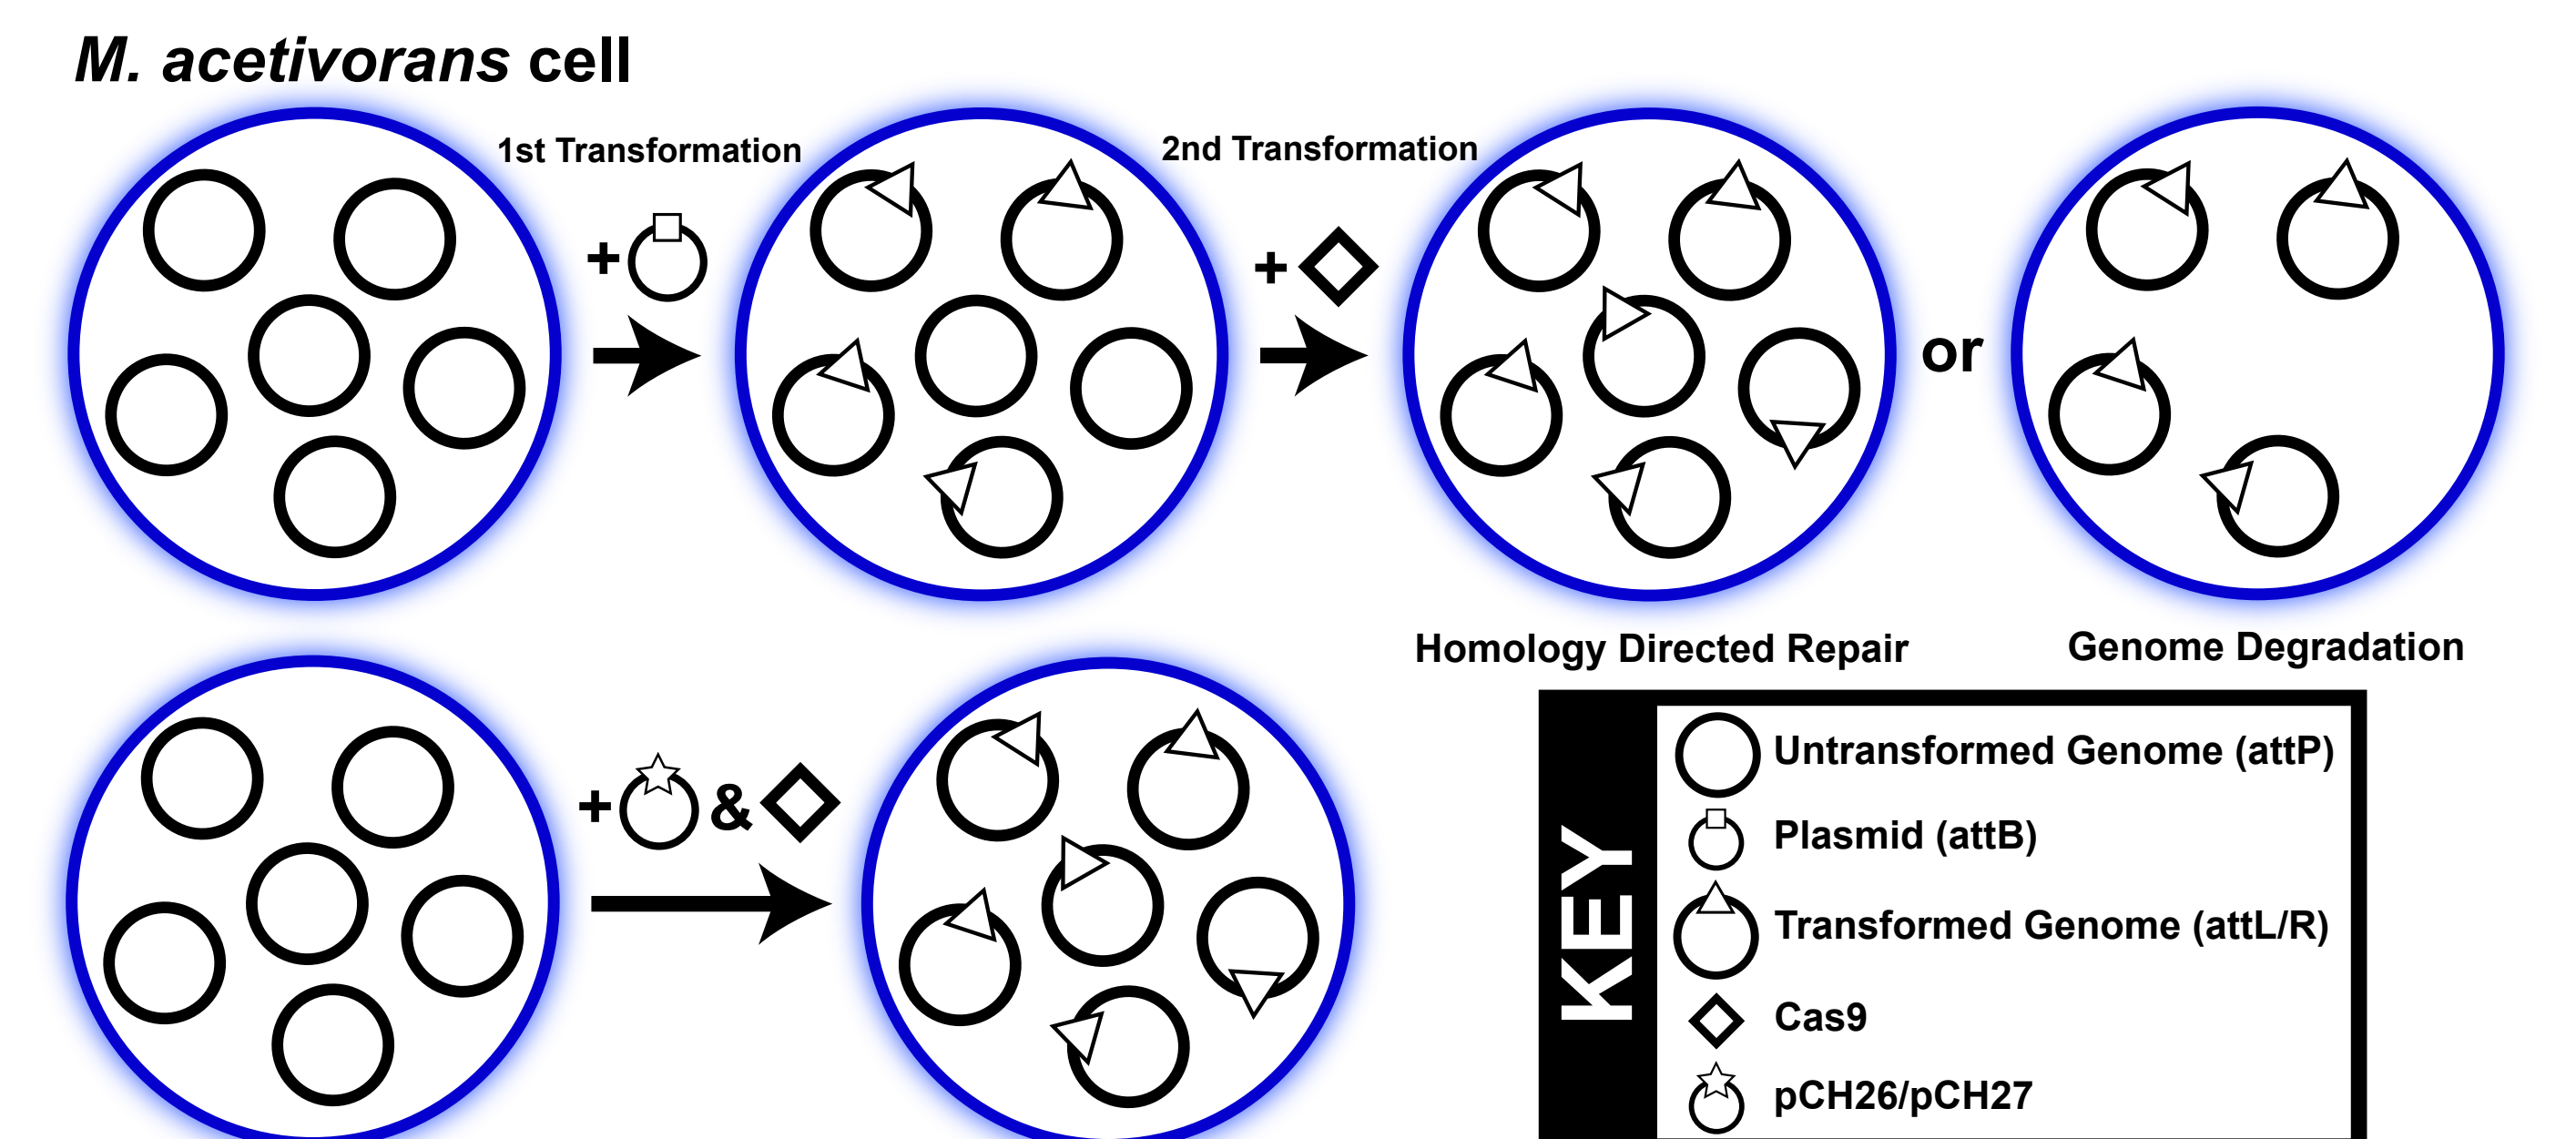 M. acetivorans cell
1st Transformation
+
2nd Transformation
+
or
Homology Directed Repair
Genome Degradation
+ &
KEY
Untransformed Genome (attP)
Plasmid (attB)
Transformed Genome (attL/R)
Cas9
pCH26/pCH27